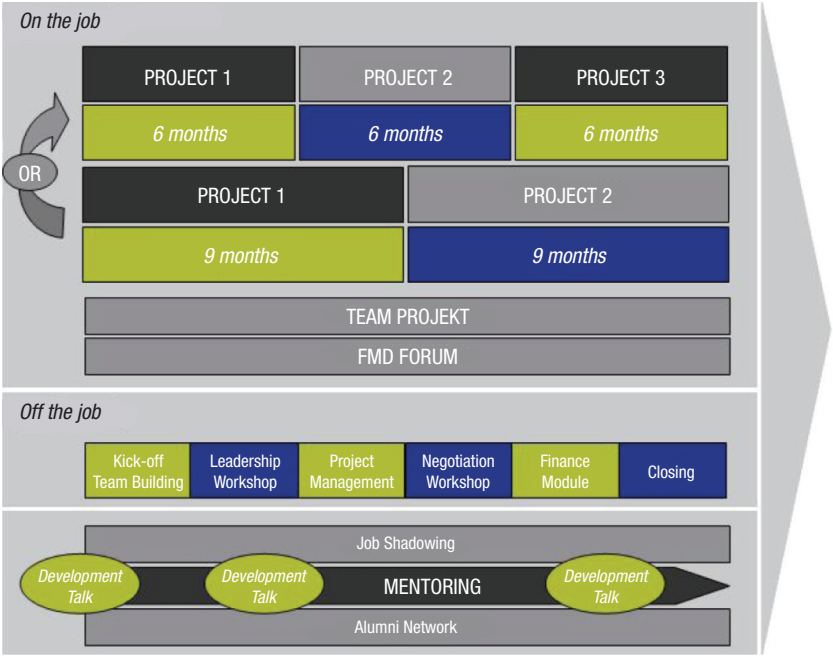 On the job
PROJECT 1
PROJECT 2
PROJECT 3
6 months
6 months
6 months
OR
PROJECT 1
PROJECT 2
9 months
9 months
TEAM PROJEKT
FMD FORUM
Off the job
Kick-off
Team Building
Leadership
Workshop
Project
Management
Negotiation
Workshop
Finance
Module
Closing
Job Shadowing
Development
Talk
Development
Talk
MENTORING
Development
Talk
Alumni Network